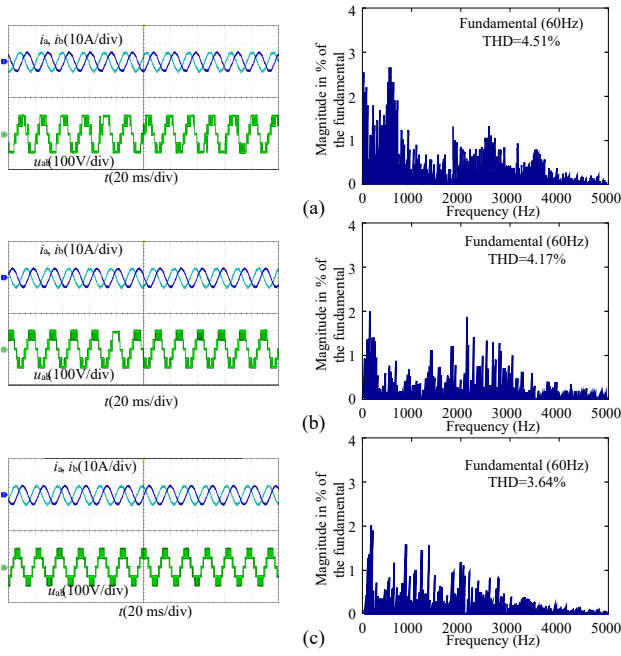 iₐ, i_b(10A/div)
uₐb(100V/div)
t(20 ms/div)
4
3
2
1
0
Magnitude in % of
the fundamental
Fundamental (60Hz)
THD=4.51%
0 1000 2000 3000 4000 5000
Frequency (Hz)
(a)
iₐ, i_b(10A/div)
uₐb(100V/div)
t(20 ms/div)
4
3
2
1
0
Magnitude in % of
the fundamental
Fundamental (60Hz)
THD=4.17%
0 1000 2000 3000 4000 5000
Frequency (Hz)
(b)
iₐ, i_b(10A/div)
uₐb(100V/div)
t(20 ms/div)
4
3
2
1
0
Magnitude in % of
the fundamental
Fundamental (60Hz)
THD=3.64%
0 1000 2000 3000 4000 5000
Frequency (Hz)
(c)